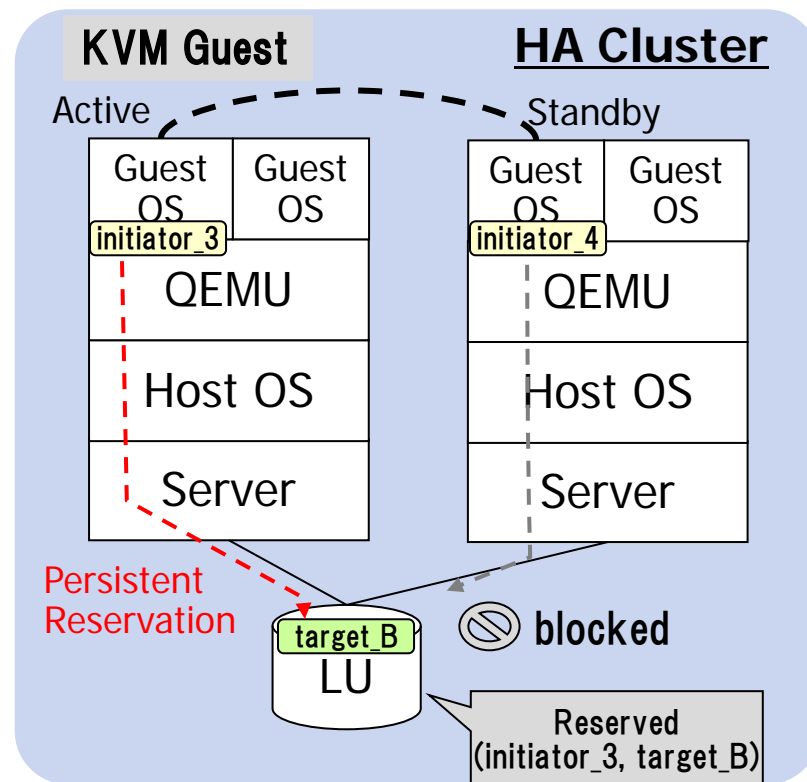 KVM Guest
HA Cluster
Active
Standby
Guest
OS
Guest
OS
initiator_3
QEMU
Host OS
Server
Guest
OS
Guest
OS
initiator_4
QEMU
Host OS
Server
Persistent
Reservation
target_B
LU
blocked
Reserved
(initiator_3, target_B)